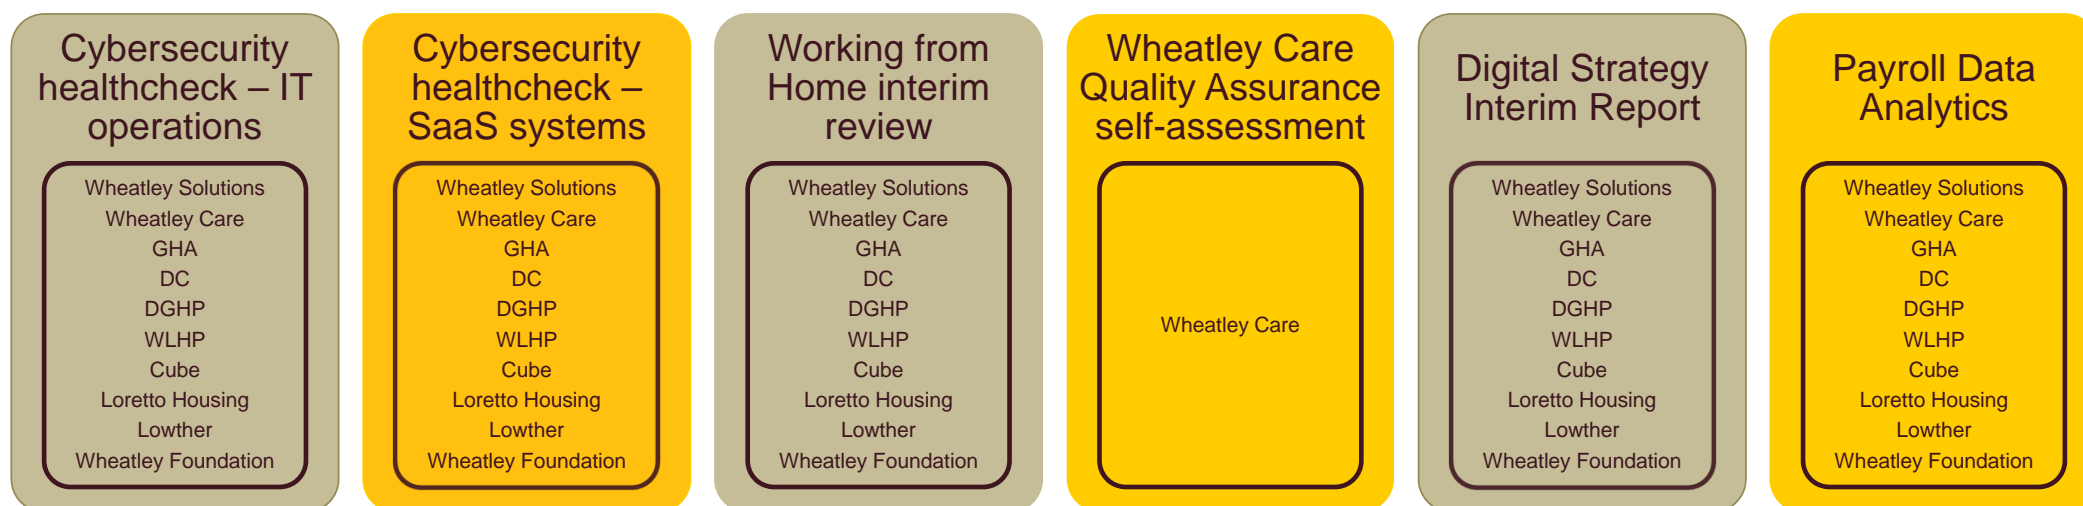 Cybersecurity
healthcheck – IT
operations
Wheatley Solutions
Wheatley Care
GHA
DC
DGHP
WLHP
Cube
Loretto Housing
Lowther
Wheatley Foundation
Cybersecurity
healthcheck –
SaaS systems
Wheatley Solutions
Wheatley Care
GHA
DC
DGHP
WLHP
Cube
Loretto Housing
Lowther
Wheatley Foundation
Working from
Home interim
review
Wheatley Solutions
Wheatley Care
GHA
DC
DGHP
WLHP
Cube
Loretto Housing
Lowther
Wheatley Foundation
Wheatley Care
Quality Assurance
self-assessment
Wheatley Care
Digital Strategy
Interim Report
Wheatley Solutions
Wheatley Care
GHA
DC
DGHP
WLHP
Cube
Loretto Housing
Lowther
Wheatley Foundation
Payroll Data
Analytics
Wheatley Solutions
Wheatley Care
GHA
DC
DGHP
WLHP
Cube
Loretto Housing
Lowther
Wheatley Foundation